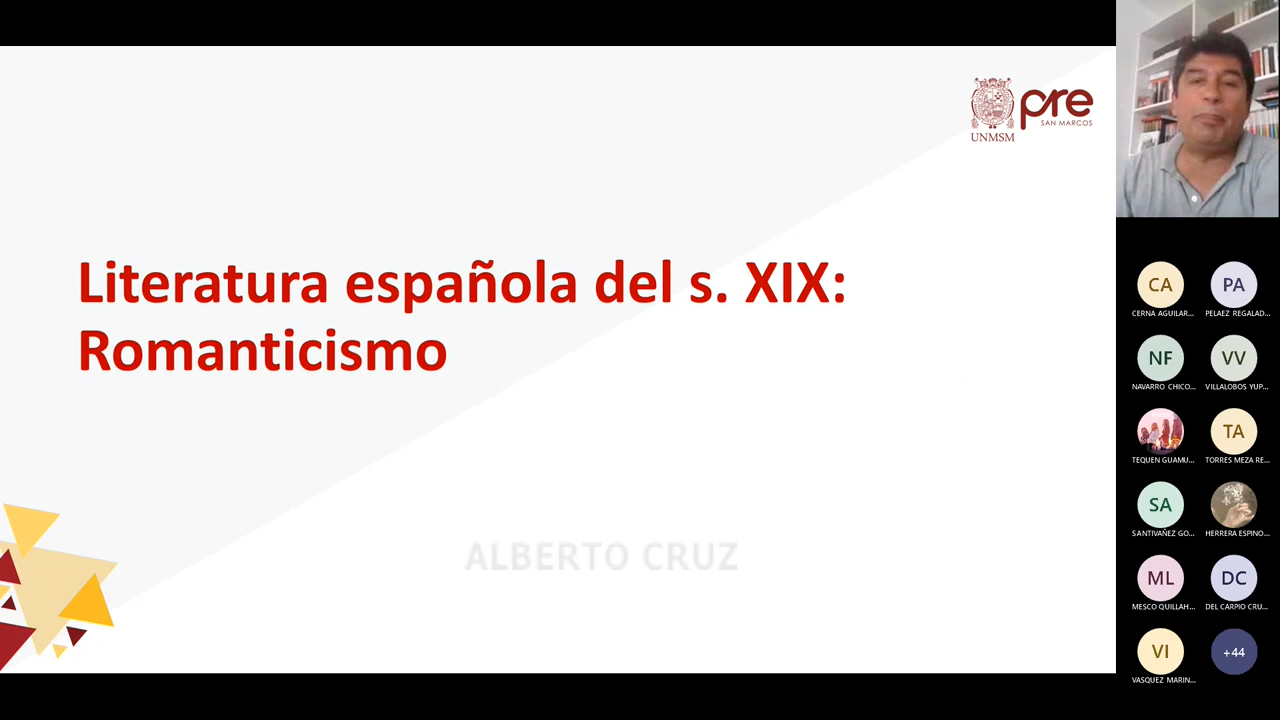 UNMSM
pre
SAN MARCOS
Literatura española del s. XIX:
Romanticismo
ALBERTO CRUZ
CA
PA
CERNA AGUILAR...
PELAEZ REGALAD...
NF
VV
NAVARRO CHICO...
VILLALOBOS YUP...
TA
TEQUEN GUAMU...
TORRES MEZA RE...
SA
SANTIVAÑEZ GO...
HERRERA ESPINO...
ML
DC
MESCO QUILLAH...
DEL CARPIO CRU...
VI
+44
VASQUEZ MARIN...